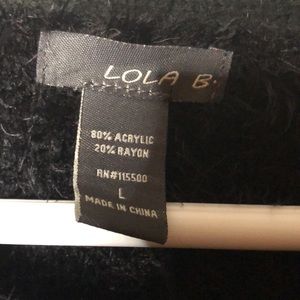 LOLA B.
80% ACRYLIC
20% RAYON
RN#115500
L
MADE IN CHINA